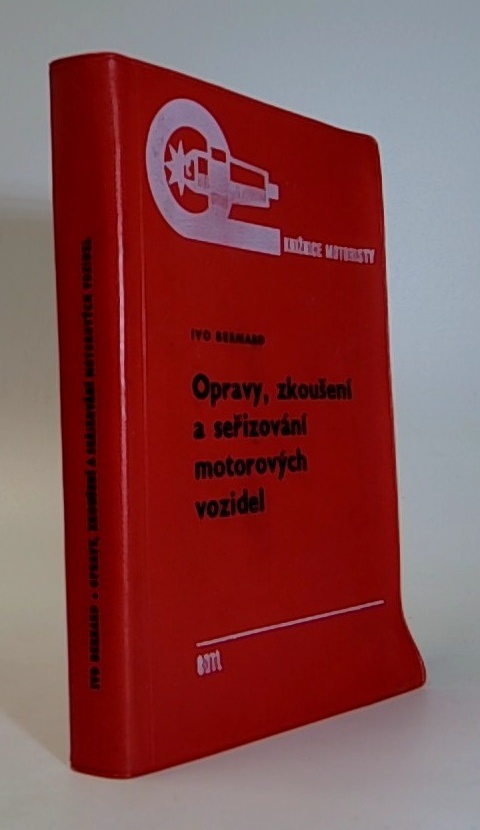 KNIŽNICE MOTORISTY
IVO BERNARD
Opravy, zkoušení
a seřizování
motorových
vozidel
SNTL
IVO BERNARD • OPRAVY, ZKOUŠENÍ A SEŘIZOVÁNÍ MOTOROVÝCH VOZIDEL